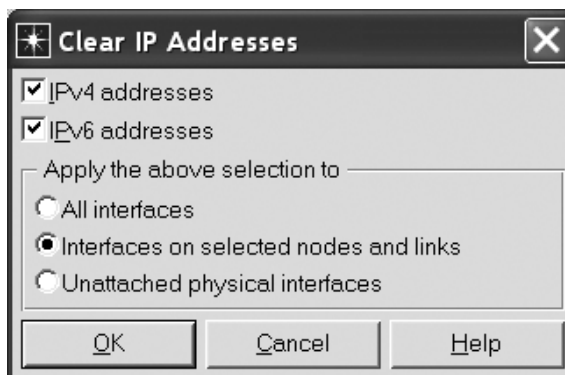 Clear IP Addresses
IPv4 addresses
IPv6 addresses
Apply the above selection to
All interfaces
Interfaces on selected nodes and links
Unattached physical interfaces
OK Cancel Help